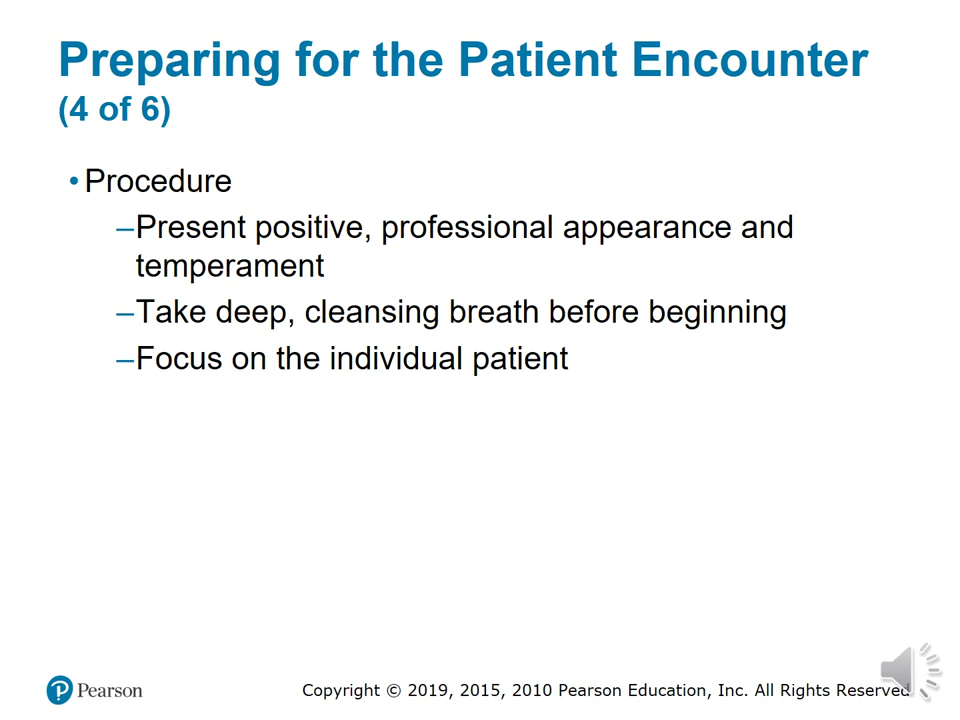 Preparing for the Patient Encounter
(4 of 6)
• Procedure
–Present positive, professional appearance and
temperament
–Take deep, cleansing breath before beginning
–Focus on the individual patient
Pearson
Copyright © 2019, 2015, 2010 Pearson Education, Inc. All Rights Reserved